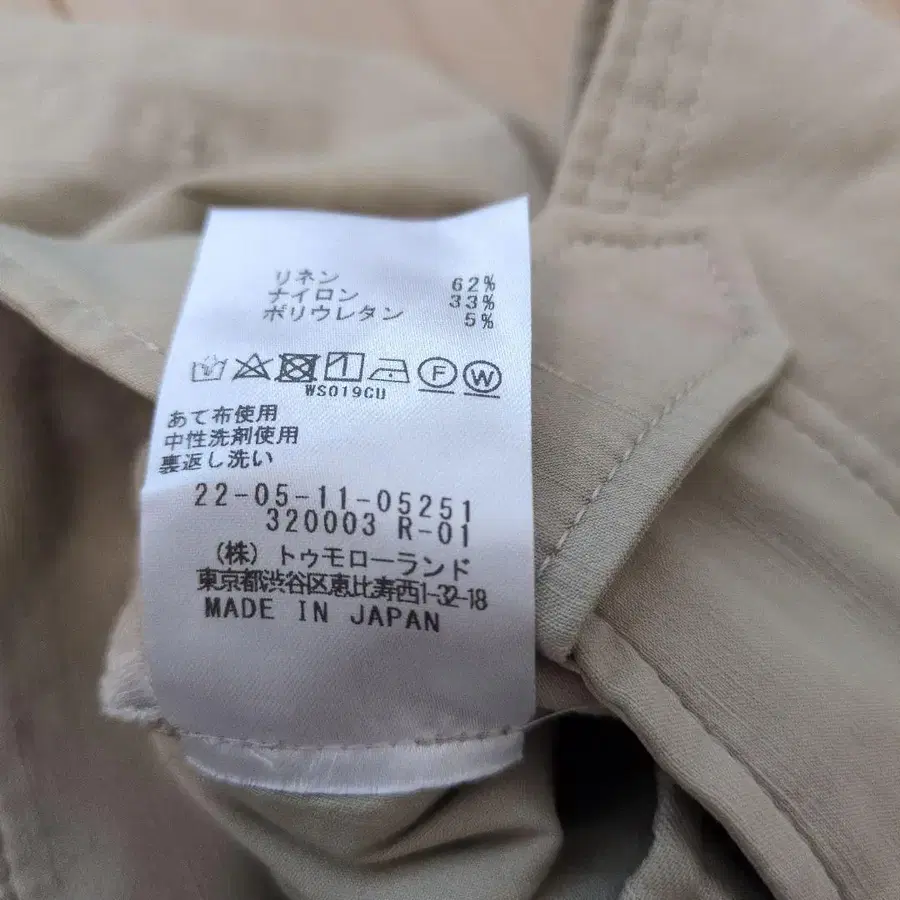 リネン 62%
ナイロン 33%
ポリウレタン 5%
F W
WS019CU
あて布使用
中性洗剤使用
裏返し洗い
22-05-11-05251
320003 R-01
(株) トゥモローランド
東京都渋谷区恵比寿西1-32-18
MADE IN JAPAN